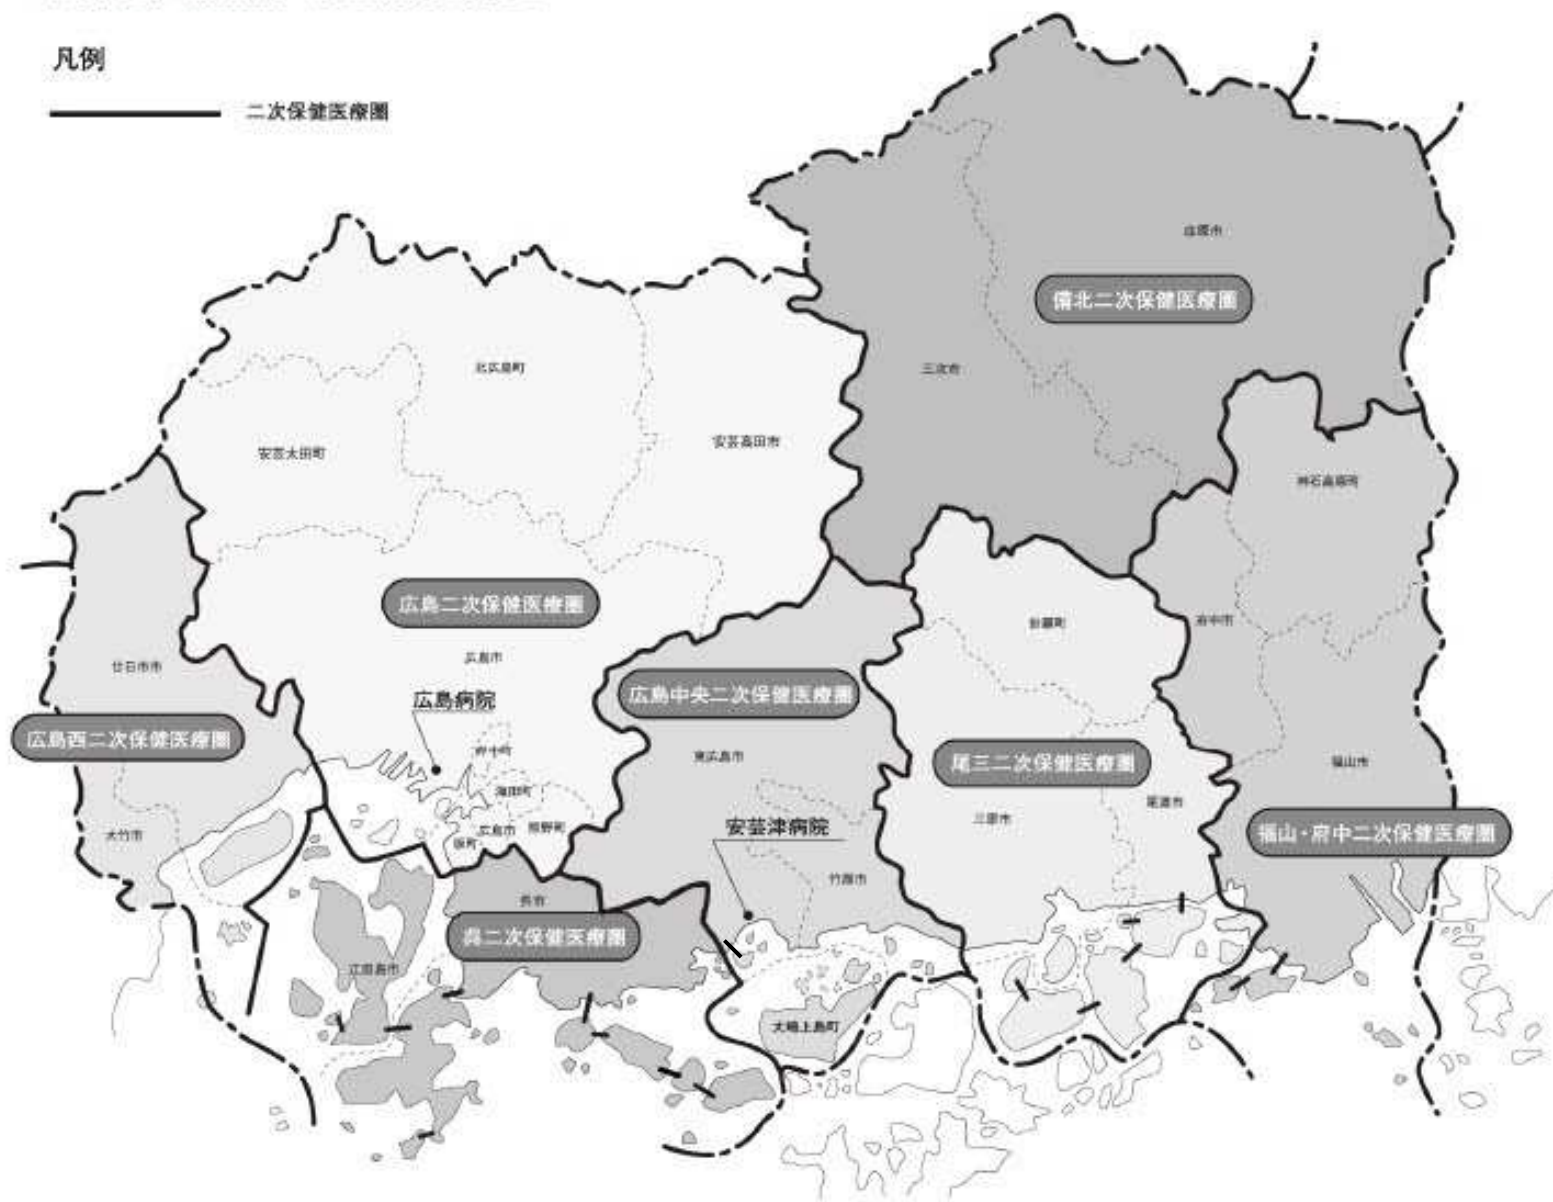 凡例
二次保健医療圏
庄原市
備北二次保健医療圏
三次市
北広島町
安芸高田市
安芸太田町
神石高原町
広島二次保健医療圏
世羅町
府中市
広島市
廿日市市
広島病院
広島中央二次保健医療圏
広島西二次保健医療圏
府中町
東広島市
尾三二次保健医療圏
福山市
海田町
尾道市
三原市
大竹市
広島市
熊野町
安芸津病院
福山・府中二次保健医療圏
坂町
竹原市
呉市
呉二次保健医療圏
江田島市
大崎上島町